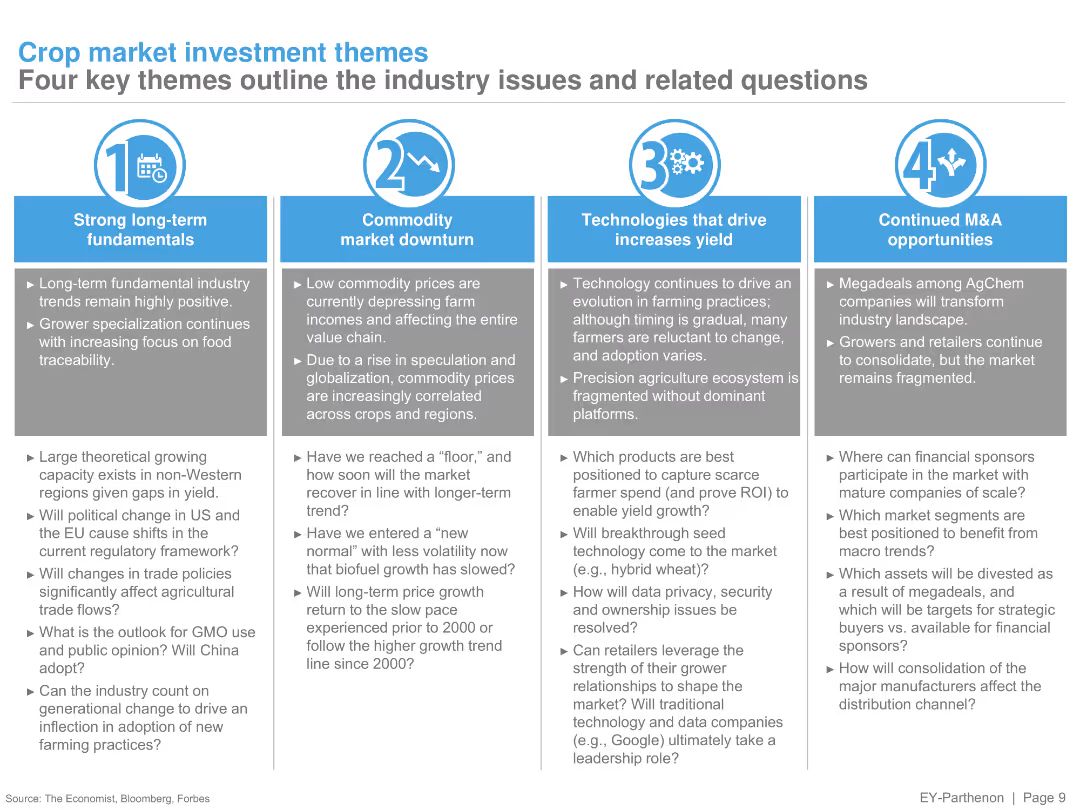 Crop market investment themes
Four key themes outline the industry issues and related questions
1
Strong long-term
fundamentals
► Long-term fundamental industry
trends remain highly positive.
► Grower specialization continues
with increasing focus on food
traceability.
► Large theoretical growing
capacity exists in non-Western
regions given gaps in yield.
► Will political change in US and
the EU cause shifts in the
current regulatory framework?
► Will changes in trade policies
significantly affect agricultural
trade flows?
► What is the outlook for GMO use
and public opinion? Will China
adopt?
► Can the industry count on
generational change to drive an
inflection in adoption of new
farming practices?
2
Commodity
market downturn
► Low commodity prices are
currently depressing farm
incomes and affecting the entire
value chain.
► Due to a rise in speculation and
globalization, commodity prices
are increasingly correlated
across crops and regions.
► Have we reached a “floor,” and
how soon will the market
recover in line with longer-term
trend?
► Have we entered a “new
normal” with less volatility now
that biofuel growth has slowed?
► Will long-term price growth
return to the slow pace
experienced prior to 2000 or
follow the higher growth trend
line since 2000?
3
Technologies that drive
increases yield
► Technology continues to drive an
evolution in farming practices;
although timing is gradual, many
farmers are reluctant to change,
and adoption varies.
► Precision agriculture ecosystem is
fragmented without dominant
platforms.
► Which products are best
positioned to capture scarce
farmer spend (and prove ROI) to
enable yield growth?
► Will breakthrough seed
technology come to the market
(e.g., hybrid wheat)?
► How will data privacy, security
and ownership issues be
resolved?
► Can retailers leverage the
strength of their grower
relationships to shape the
market? Will traditional
technology and data companies
(e.g., Google) ultimately take a
leadership role?
4
Continued M&A
opportunities
► Megadeals among AgChem
companies will transform
industry landscape.
► Growers and retailers continue
to consolidate, but the market
remains fragmented.
► Where can financial sponsors
participate in the market with
mature companies of scale?
► Which market segments are
best positioned to benefit from
macro trends?
► Which assets will be divested as
a result of megadeals, and
which will be targets for strategic
buyers vs. available for financial
sponsors?
► How will consolidation of the
major manufacturers affect the
distribution channel?
Source: The Economist, Bloomberg, Forbes
EY-Parthenon | Page 9